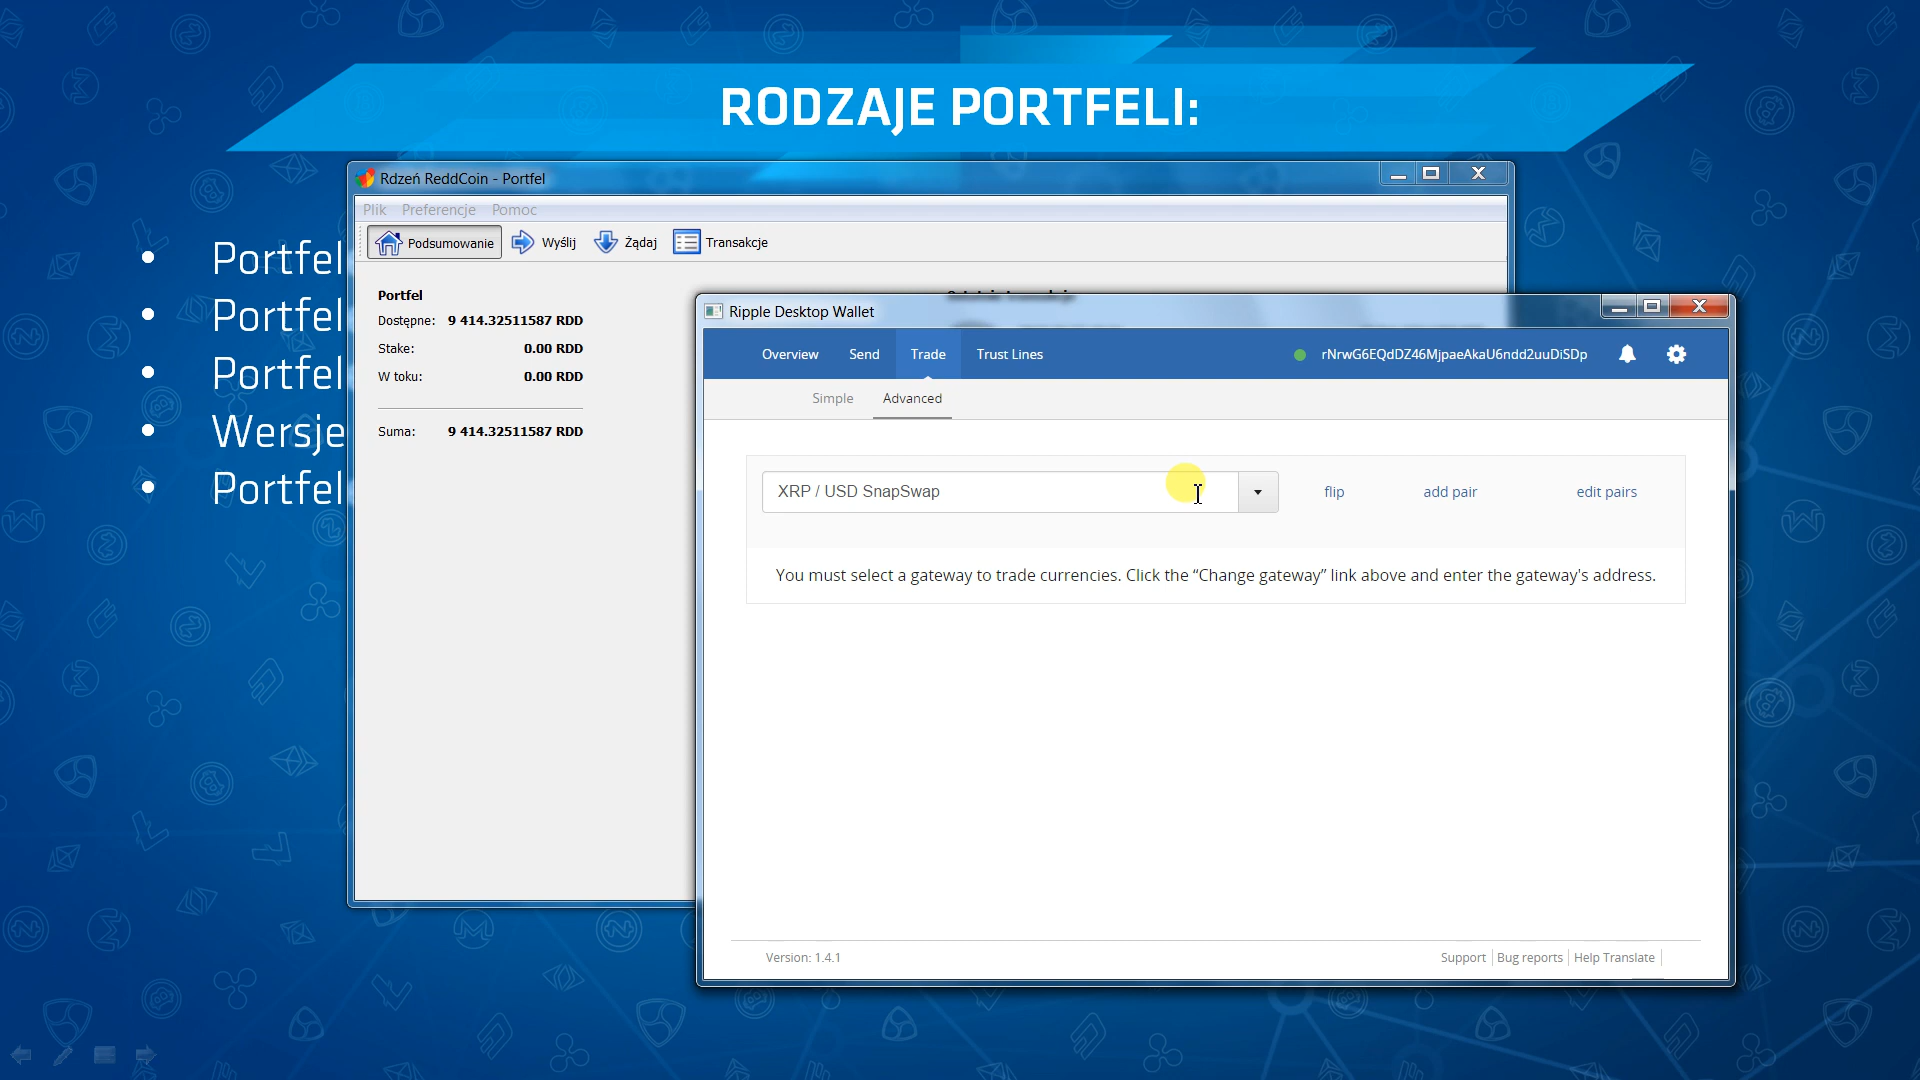 RODZAJE PORTFELI:
Portfel
Portfel
Portfel
Wersje
Portfel
Rdzeń ReddCoin - Portfel
Plik Preferencje Pomoc
Podsumowanie Wyślij Żądaj Transakcje
Portfel
Dostępne: 9 414.32511587 RDD
Stake: 0.00 RDD
W toku: 0.00 RDD
Suma: 9 414.32511587 RDD
Ripple Desktop Wallet
Overview Send Trade Trust Lines rNrwG6EQdDZ46MjpaeAkaU6ndd2uuDiSDp
Simple Advanced
XRP / USD SnapSwap flip add pair edit pairs
You must select a gateway to trade currencies. Click the “Change gateway” link above and enter the gateway's address.
Version: 1.4.1 Support Bug reports Help Translate